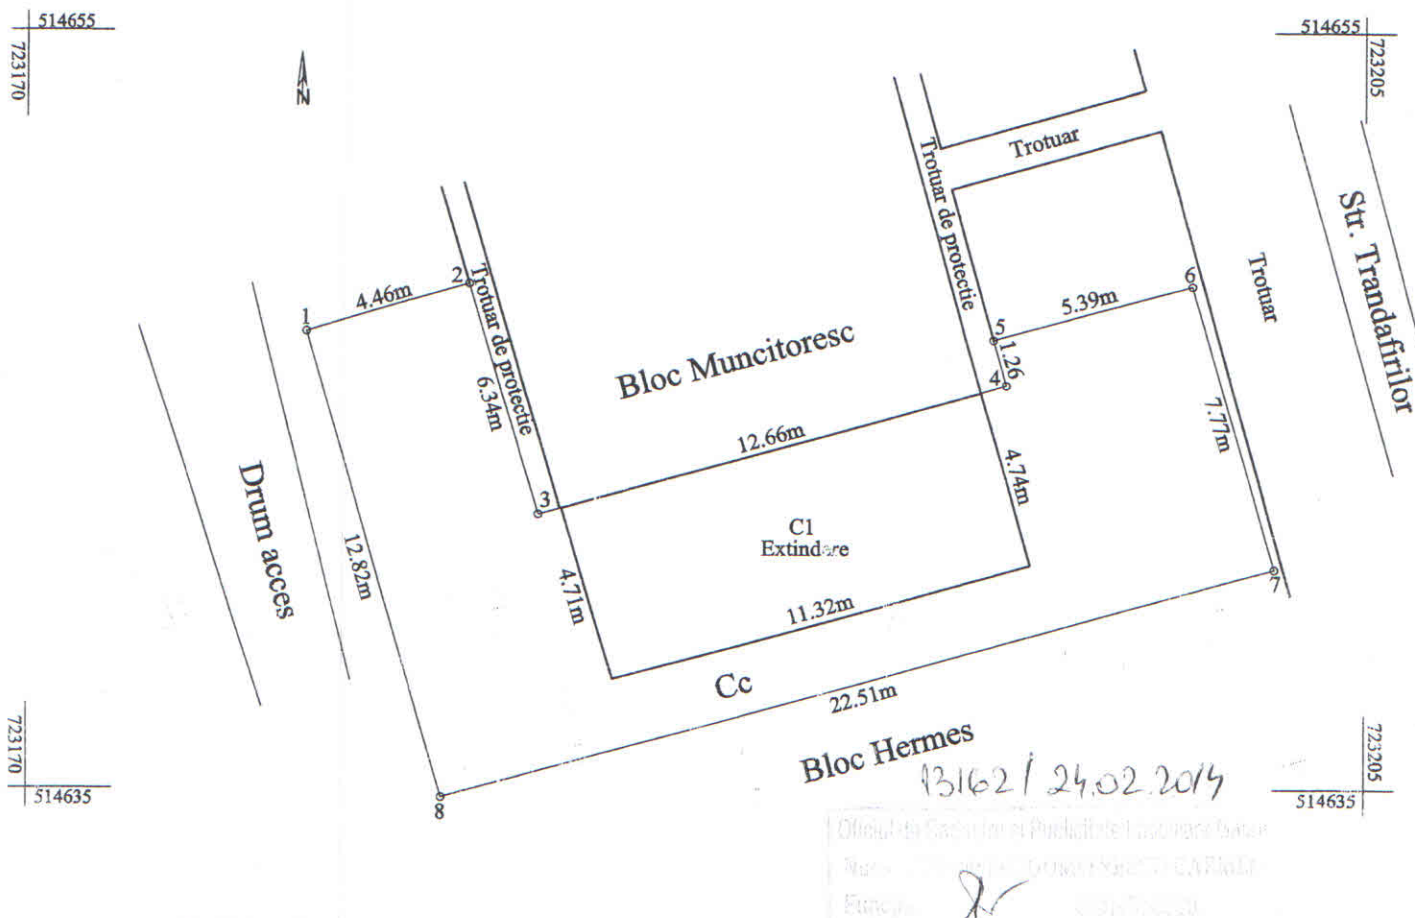 514655
723170
N
514655
723205
Trotuar
Trotuar de protectie
Str. Trandafirilor
Trotuar
2
4.46m
1
Trotuar de protectie
6
5.39m
5
1.26
4
Bloc Muncitoresc
6.34m
7.77m
12.66m
3
4.74m
Drum acces
12.82m
C1
Extindere
4.71m
11.32m
7
Cc
22.51m
Bloc Hermes
723170
514635
8
13162 / 24.02.2014
723205
514635